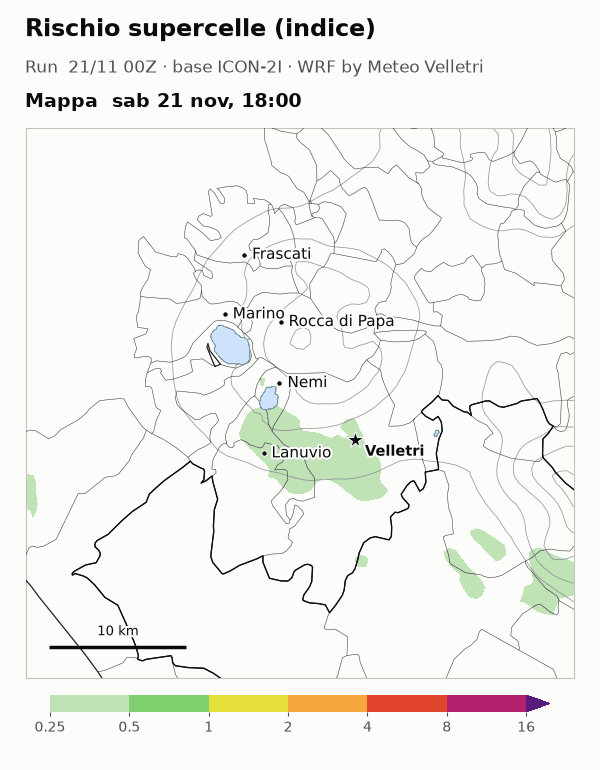 Rischio supercelle (indice)
Run  21/11 00Z · base ICON-2I · WRF by Meteo Velletri
Mappa  sab 21 nov, 18:00
Frascati
Marino
Rocca di Papa
Nemi
Velletri
Lanuvio
10 km
0.25 0.5 1 2 4 8 16